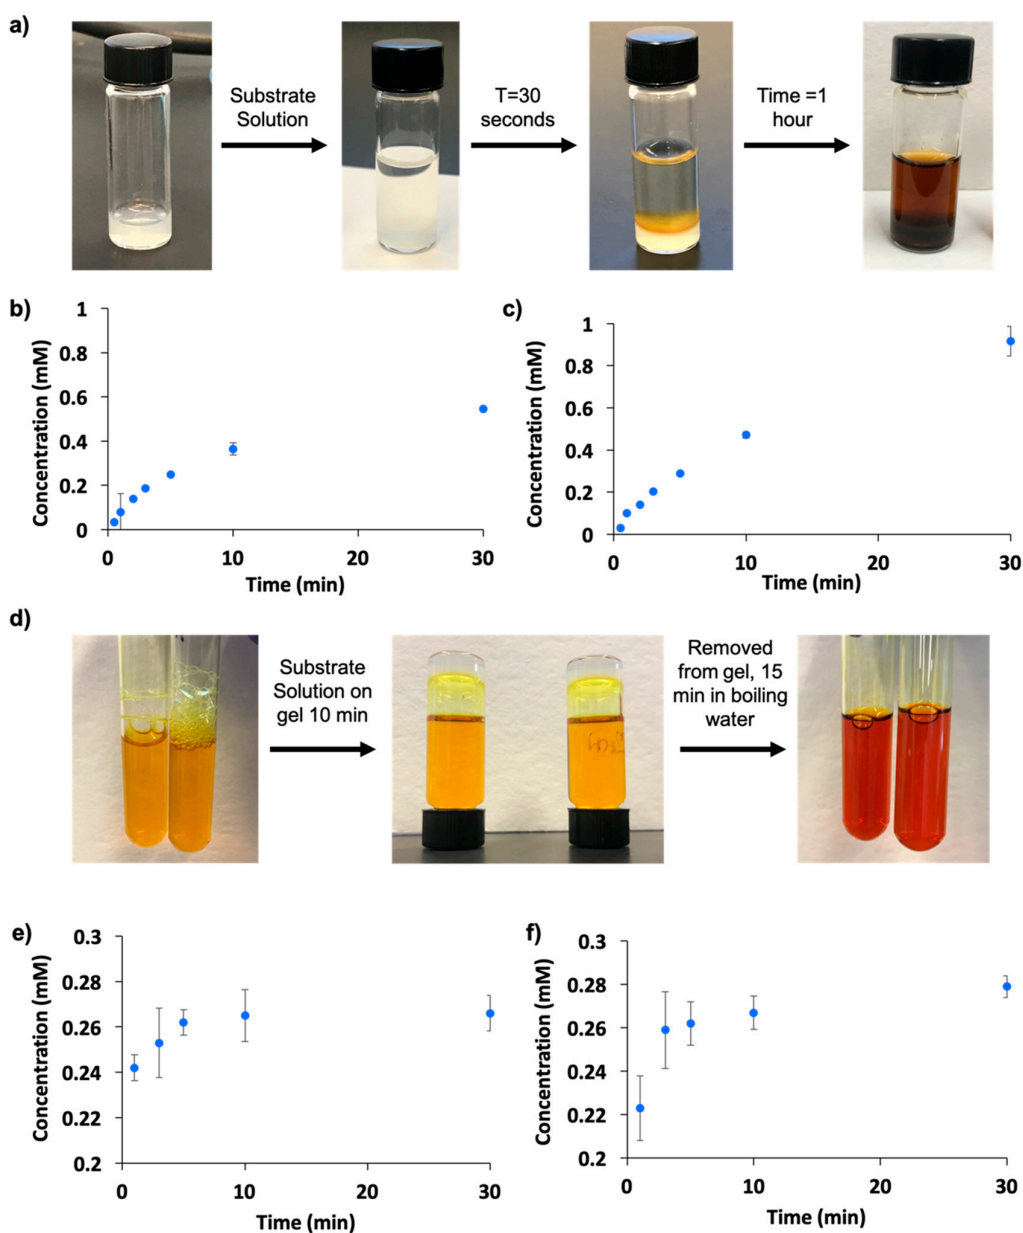 a)
Substrate
Solution
T=30
seconds
Time =1
hour
b)
1
0.8
0.6
0.4
0.2
0
0
10
20
30
Concentration (mM)
Time (min)
c)
1
0.8
0.6
0.4
0.2
0
0
10
20
30
Concentration (mM)
Time (min)
d)
Substrate
Solution on
gel 10 min
Removed
from gel, 15
min in boiling
water
e)
0.3
0.28
0.26
0.24
0.22
0.2
0
10
20
30
Concentration (mM)
Time (min)
f)
0.3
0.28
0.26
0.24
0.22
0.2
0
10
20
30
Concentration (mM)
Time (min)